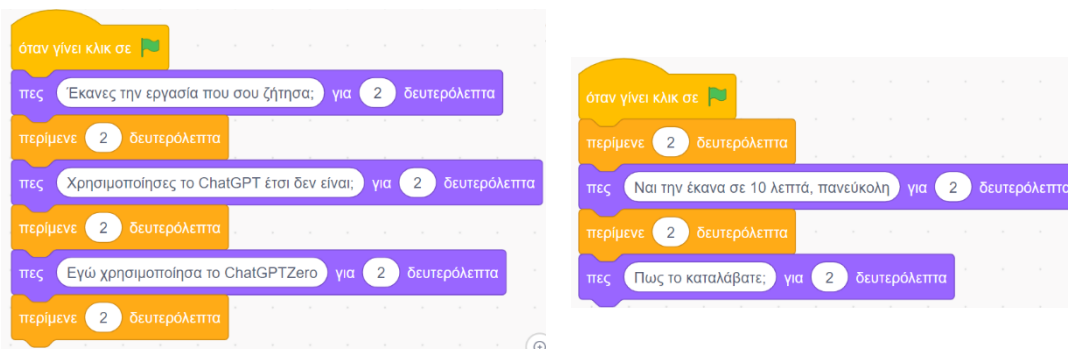 όταν γίνει κλικ σε
πες Έκανες την εργασία που σου ζήτησα; για 2 δευτερόλεπτα
περίμενε 2 δευτερόλεπτα
πες Χρησιμοποίησες το ChatGPT έτσι δεν είναι; για 2 δευτερόλεπτα
περίμενε 2 δευτερόλεπτα
πες Εγώ χρησιμοποίησα το ChatGPTZero για 2 δευτερόλεπτα
περίμενε 2 δευτερόλεπτα
όταν γίνει κλικ σε
περίμενε 2 δευτερόλεπτα
πες Ναι την έκανα σε 10 λεπτά, πανεύκολη για 2 δευτερόλεπτα
περίμενε 2 δευτερόλεπτα
πες Πως το καταλάβατε; για 2 δευτερόλεπτα